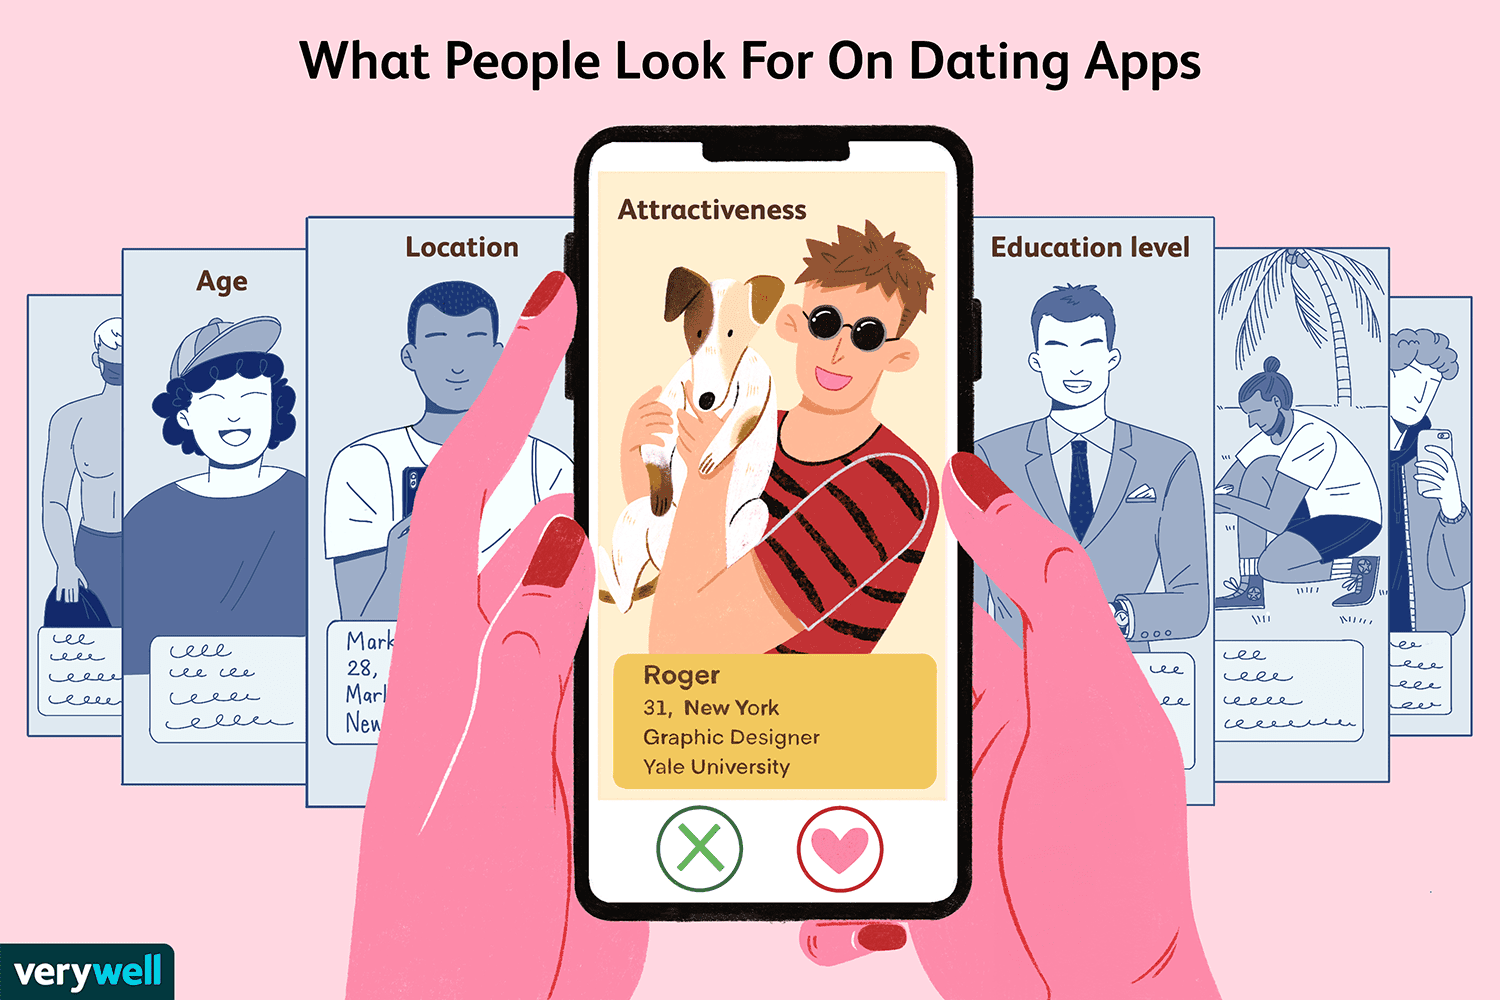 What People Look For On Dating Apps
Age
Location
Attractiveness
Education level
Mark
28,
New
Roger
31, New York
Graphic Designer
Yale University
verywell